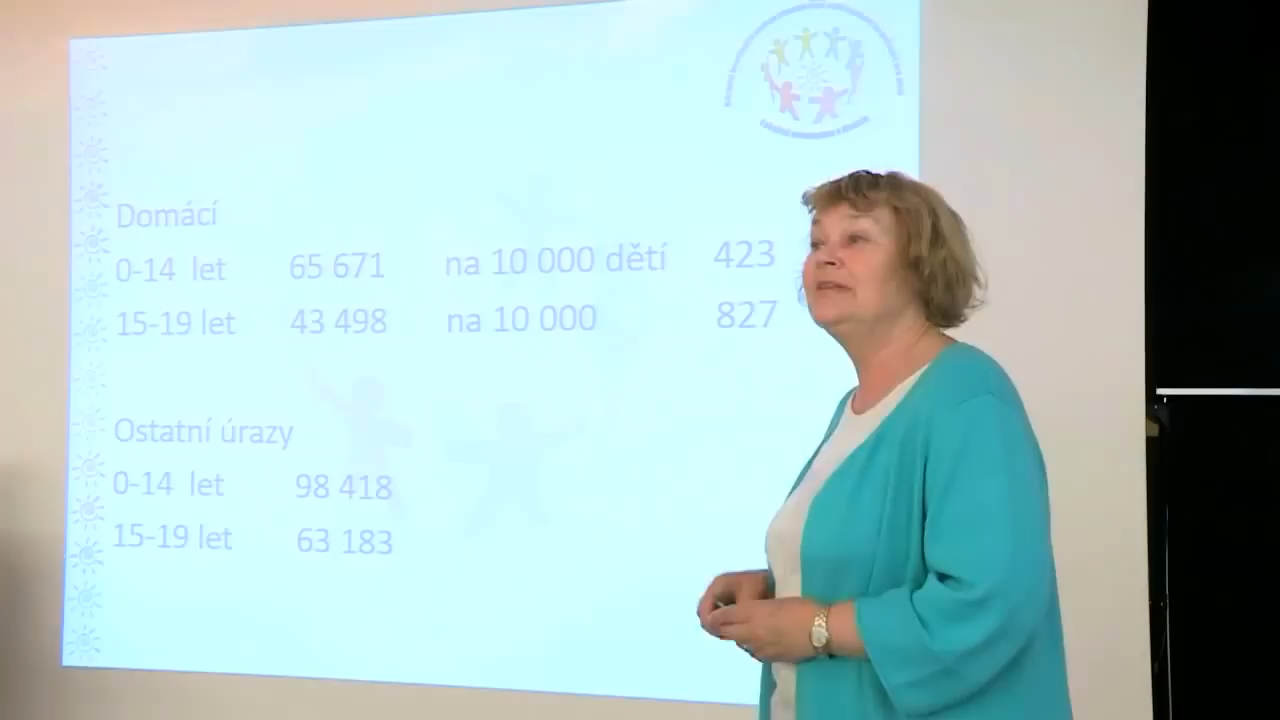 Domácí
0-14 let 65 671 na 10 000 dětí 423
15-19 let 43 498 na 10 000 827
Ostatní úrazy
0-14 let 98 418
15-19 let 63 183